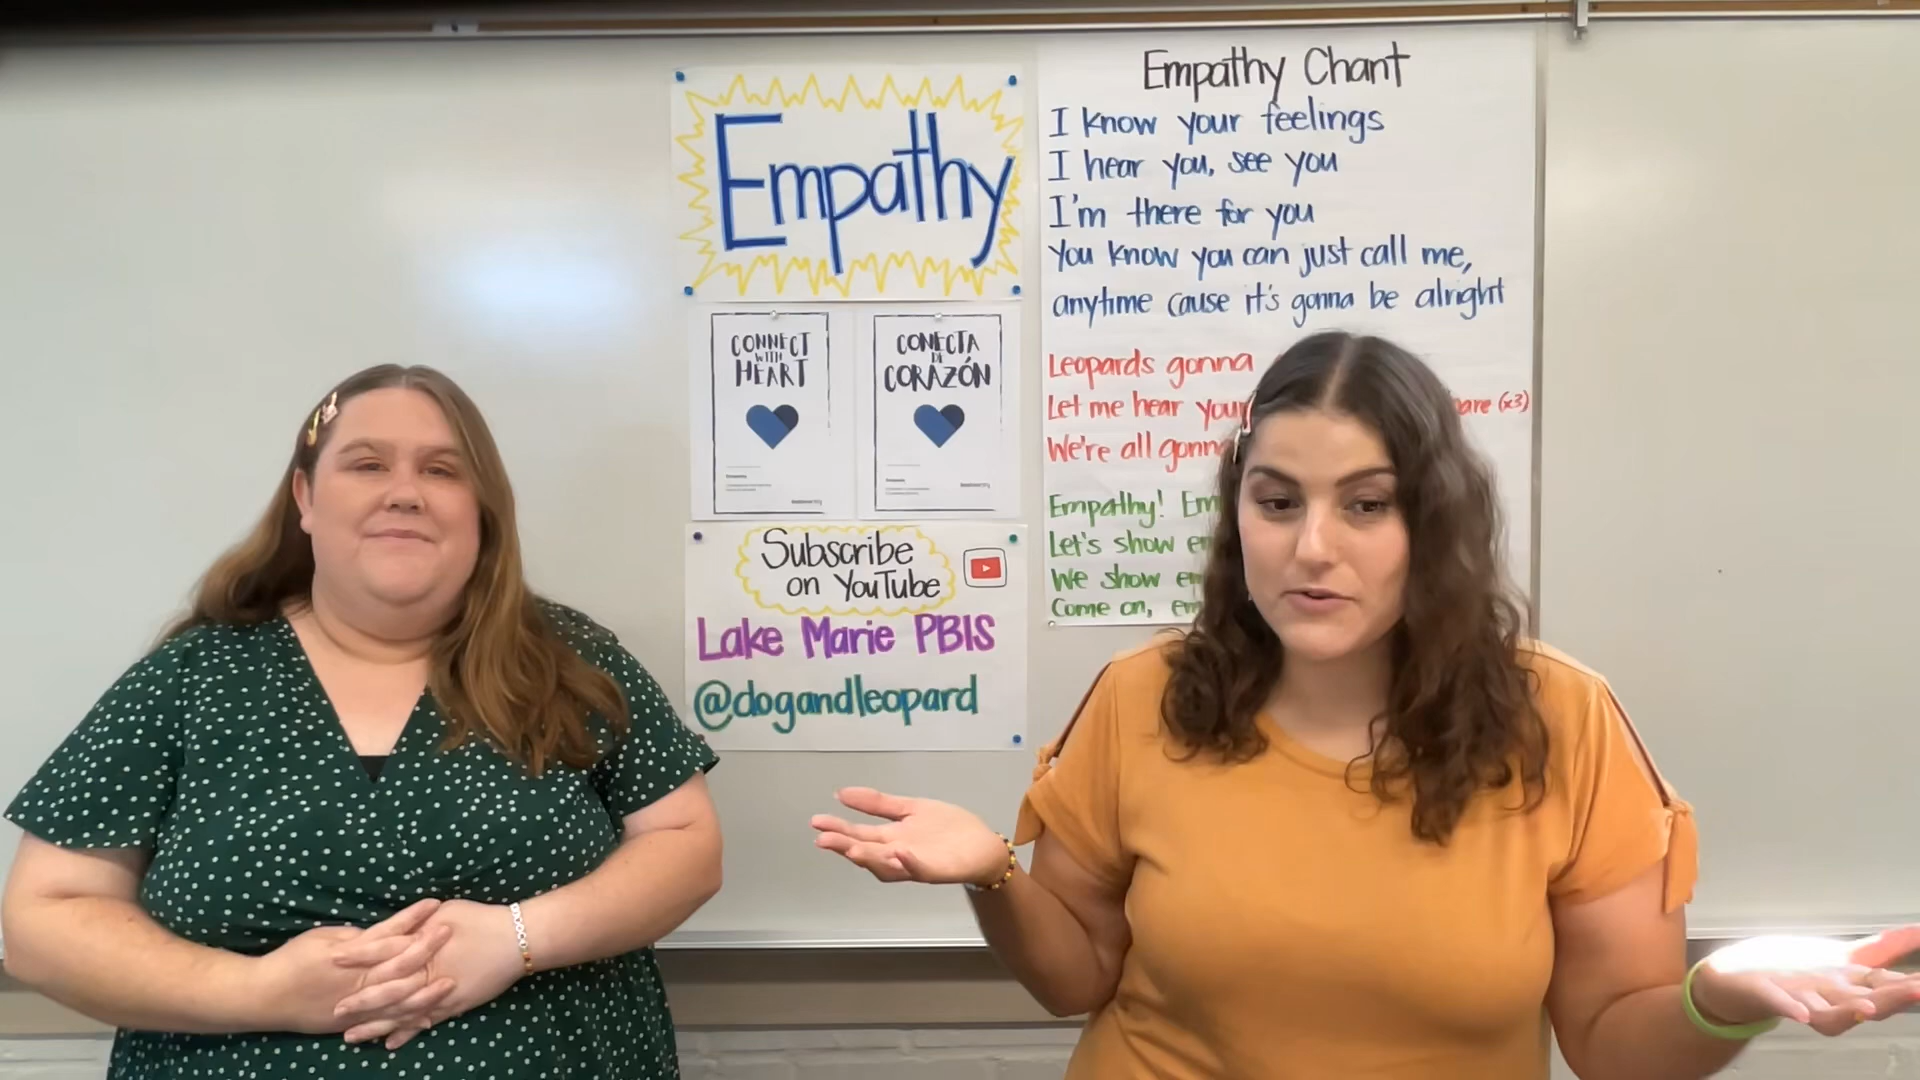 Empathy
CONNECT
WITH
HEART
CONECTA
DE
CORAZÓN
Subscribe
on YouTube
Lake Marie PBIS
@dogandleopard
Empathy Chant
I know your feelings
I hear you, see you
I'm there for you
You know you can just call me,
anytime cause it's gonna be alright
Leopards gonna
Let me hear your (x3)
We're all gonna
Empathy!
Let's show
We show
Come on,